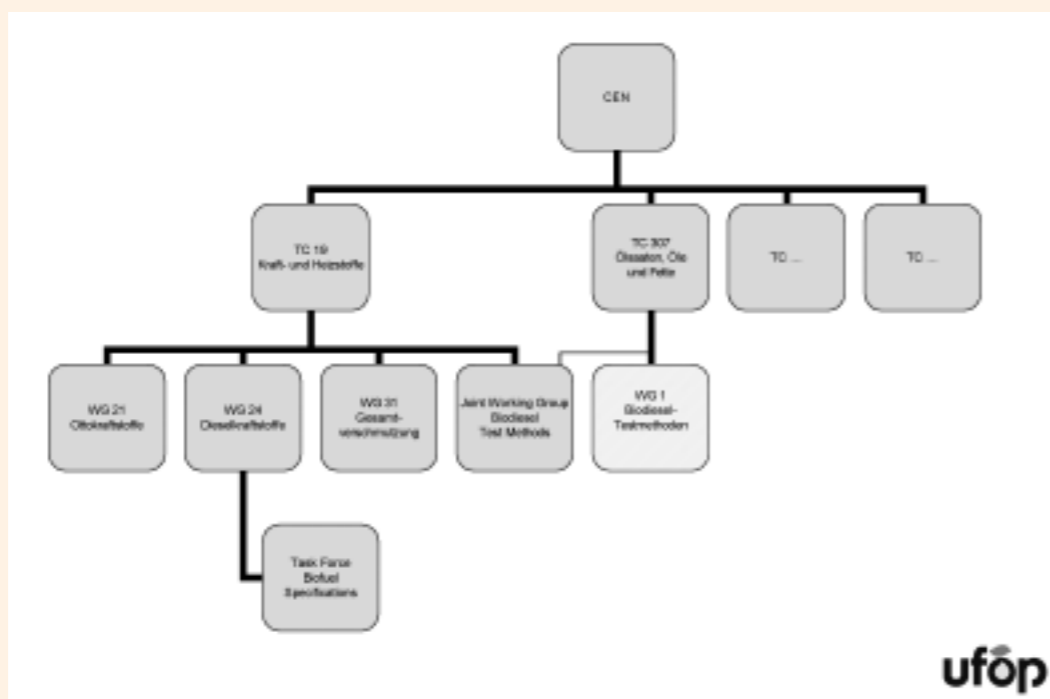 CEN
TC 19
Kraft- und Heizstoffe
TC 307
Ölsaaten, Öle
und Fette
TC ...
TC ...
WG 21
Ottokraftstoffe
WG 24
Dieselkraftstoffe
WG 31
Gesamt-
verschmutzung
Joint Working Group
Biodiesel
Test Methods
WG 1
Biodiesel-
Testmethoden
Task Force
Biofuel
Specifications
ufop